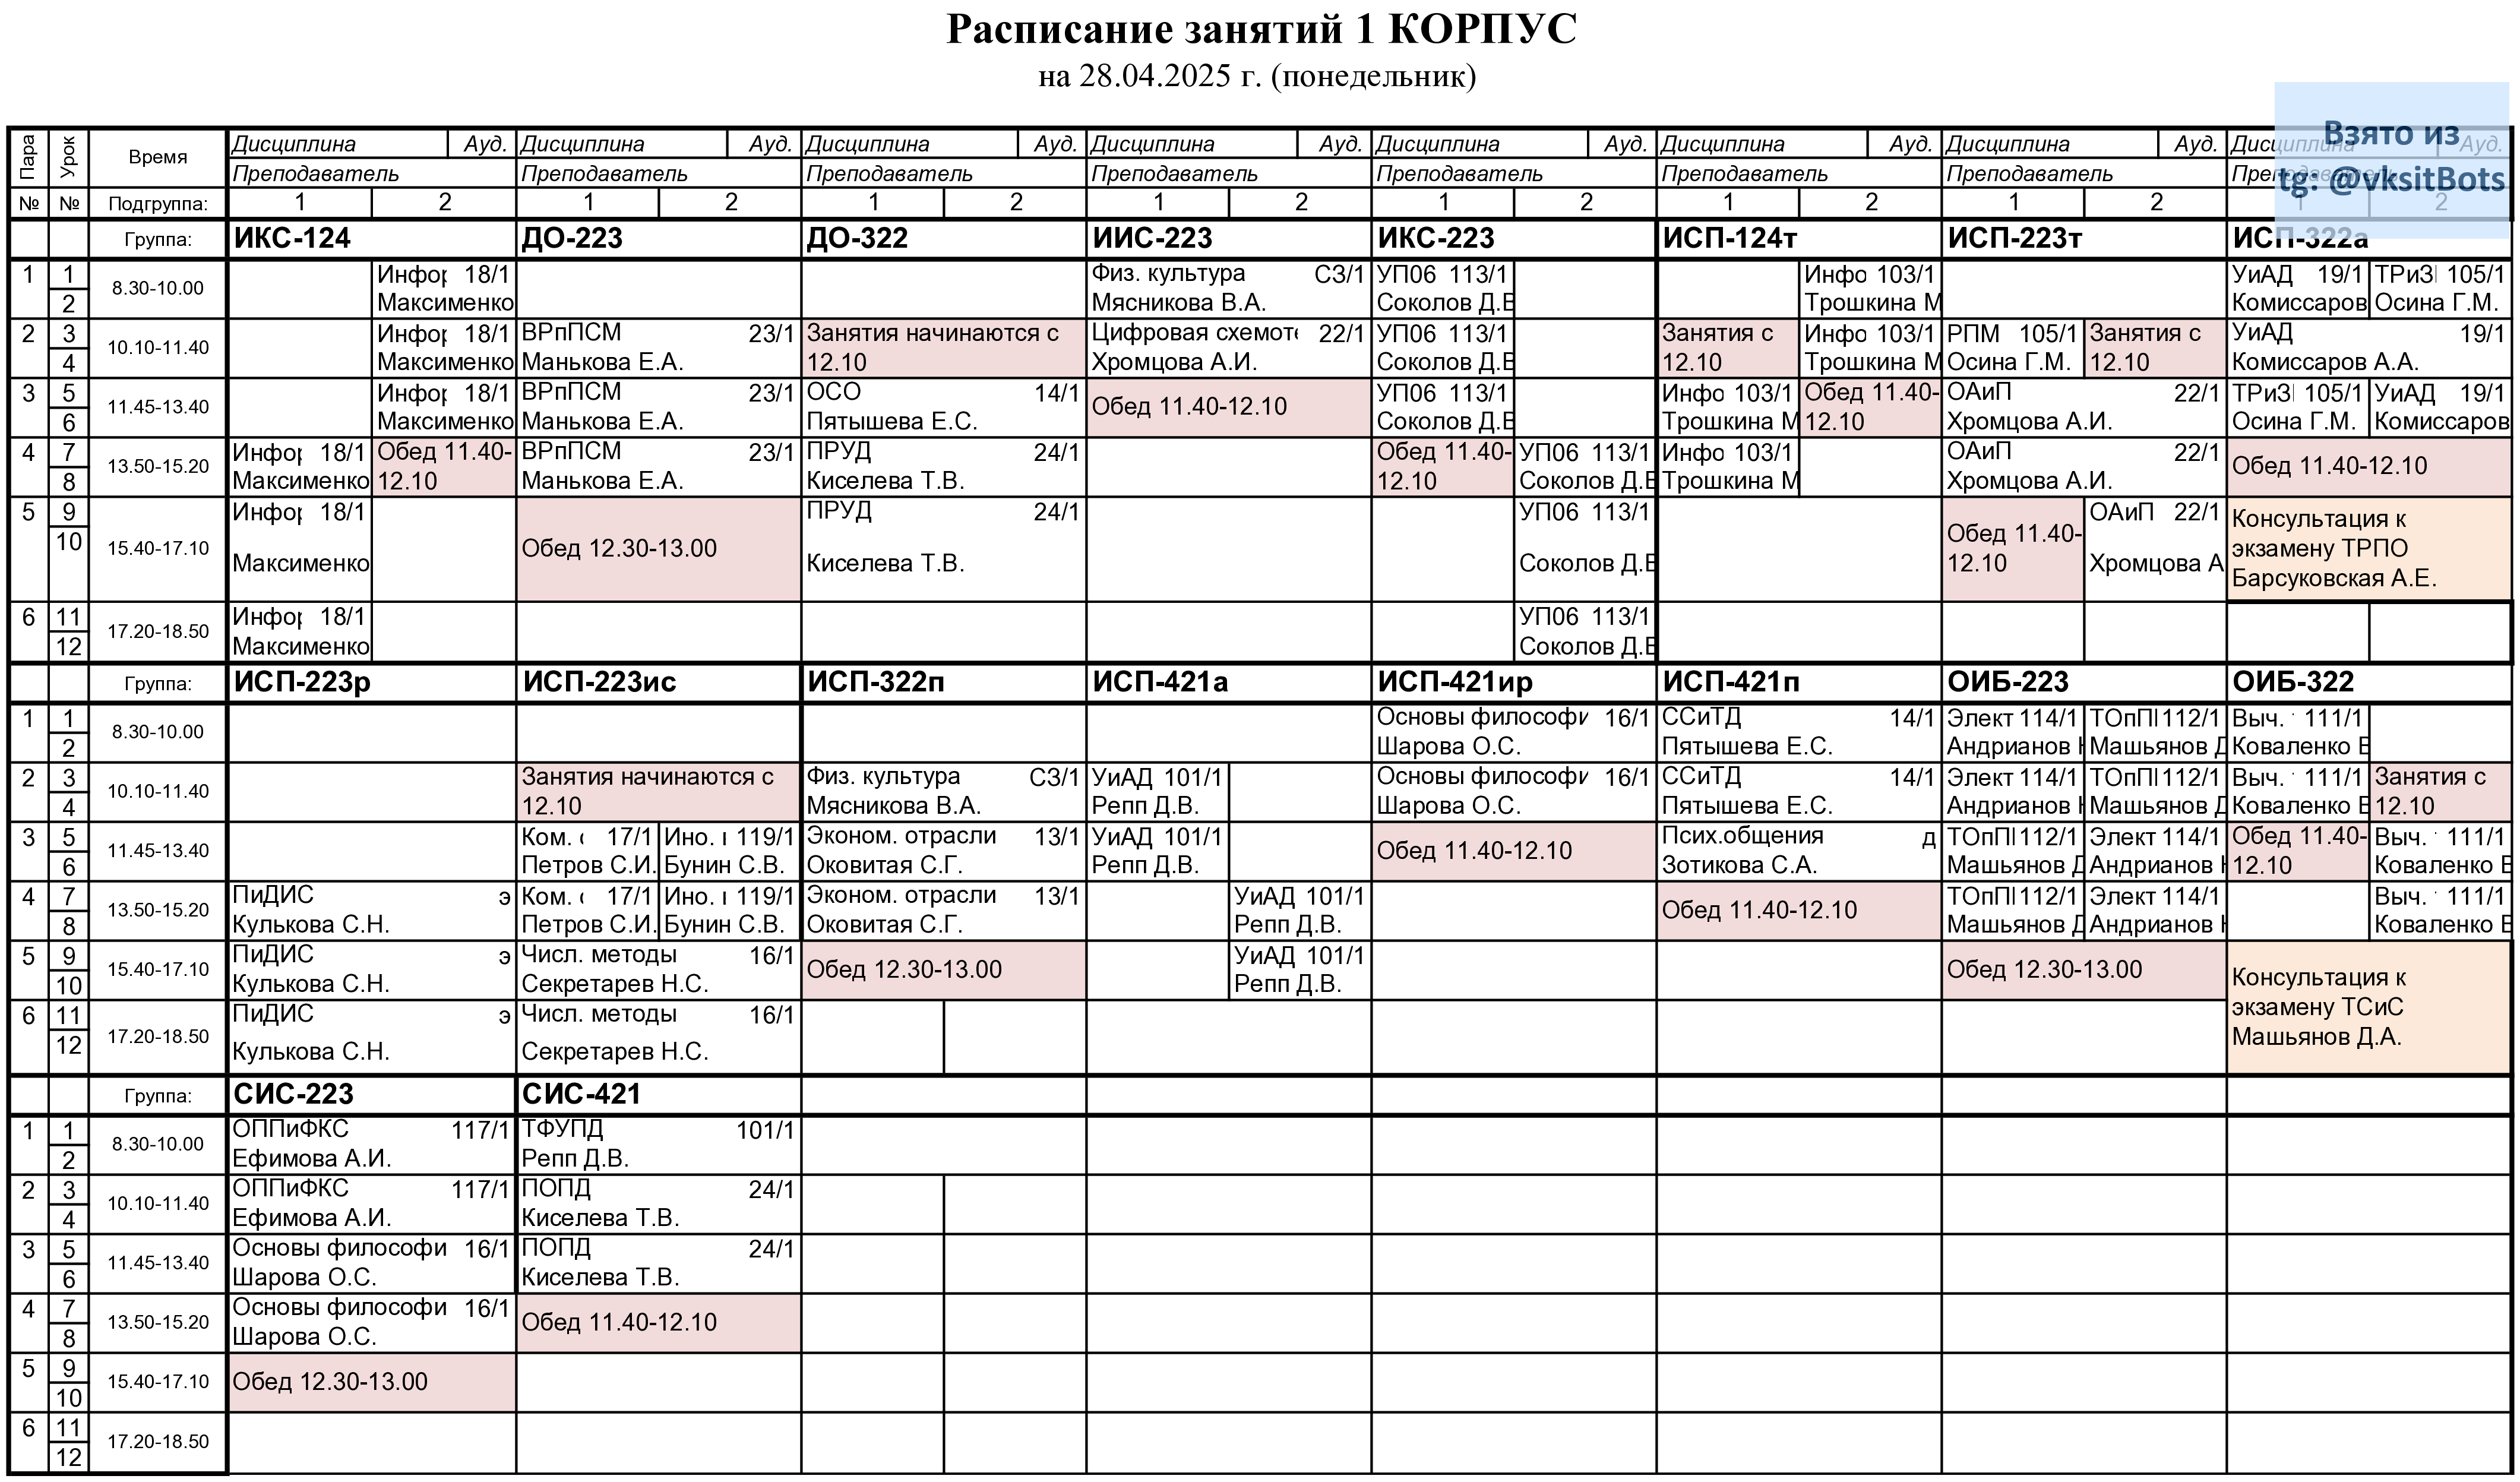 Расписание занятий 1 КОРПУС
на 28.04.2025 г. (понедельник)
Взято из
tg: @vksitBots
Пара Урок Время Дисциплина Ауд. Дисциплина Ауд. Дисциплина Ауд. Дисциплина Ауд. Дисциплина Ауд. Дисциплина Ауд. Дисциплина Ауд. Дисциплина Ауд.
Преподаватель Преподаватель Преподаватель Преподаватель Преподаватель Преподаватель Преподаватель Преподаватель
№ № Подгруппа: 1 2 1 2 1 2 1 2 1 2 1 2 1 2 1 2
Группа: ИКС-124 ДО-223 ДО-322 ИИС-223 ИКС-223 ИСП-124т ИСП-223т ИСП-322а
1 1 8.30-10.00 Инфор 18/1 Физ. культура СЗ/1 УП06 113/1 Инфо 103/1 УиАД 19/1 ТРиЗ 105/1
2 Максименко Мясникова В.А. Соколов Д.В Трошкина М Комиссаров Осина Г.М.
2 3 10.10-11.40 Инфор 18/1 ВРпПСМ 23/1 Занятия начинаются с Цифровая схемоте 22/1 УП06 113/1 Занятия с Инфо 103/1 РПМ 105/1 Занятия с УиАД 19/1
4 Максименко Манькова Е.А. 12.10 Хромцова А.И. Соколов Д.В 12.10 Трошкина М Осина Г.М. 12.10 Комиссаров А.А.
3 5 11.45-13.40 Инфор 18/1 ВРпПСМ 23/1 ОСО 14/1 Обед 11.40-12.10 УП06 113/1 Инфо 103/1 Обед 11.40- ОАиП 22/1 ТРиЗ 105/1 УиАД 19/1
6 Максименко Манькова Е.А. Пятышева Е.С. Соколов Д.В Трошкина М 12.10 Хромцова А.И. Осина Г.М. Комиссаров
4 7 13.50-15.20 Инфор 18/1 Обед 11.40- ВРпПСМ 23/1 ПРУД 24/1 Обед 11.40- УП06 113/1 Инфо 103/1 ОАиП 22/1 Обед 11.40-12.10
8 Максименко 12.10 Манькова Е.А. Киселева Т.В. 12.10 Соколов Д.В Трошкина М Хромцова А.И.
5 9 15.40-17.10 Инфор 18/1 Обед 12.30-13.00 ПРУД 24/1 УП06 113/1 Обед 11.40- ОАиП 22/1 Консультация к
10 Максименко Киселева Т.В. Соколов Д.В 12.10 Хромцова А экзамену ТРПО
Барсуковская А.Е.
6 11 17.20-18.50 Инфор 18/1 УП06 113/1
12 Максименко Соколов Д.В
Группа: ИСП-223р ИСП-223ис ИСП-322п ИСП-421а ИСП-421ир ИСП-421п ОИБ-223 ОИБ-322
1 1 8.30-10.00 Основы философи 16/1 ССиТД 14/1 Элект 114/1 ТОпП 112/1 Выч. 111/1
2 Шарова О.С. Пятышева Е.С. Андрианов Машьянов Д Коваленко Е
2 3 10.10-11.40 Занятия начинаются с Физ. культура СЗ/1 УиАД 101/1 Основы философи 16/1 ССиТД 14/1 Элект 114/1 ТОпП 112/1 Выч. 111/1 Занятия с
4 12.10 Мясникова В.А. Репп Д.В. Шарова О.С. Пятышева Е.С. Андрианов Машьянов Д Коваленко Е 12.10
3 5 11.45-13.40 Ком. с 17/1 Ино. 119/1 Эконом. отрасли 13/1 УиАД 101/1 Обед 11.40-12.10 Псих.общения д ТОпП 112/1 Элект 114/1 Обед 11.40- Выч. 111/1
6 Петров С.И. Бунин С.В. Оковитая С.Г. Репп Д.В. Зотикова С.А. Машьянов Д Андрианов 12.10 Коваленко Е
4 7 13.50-15.20 ПиДИС э Ком. с 17/1 Ино. 119/1 Эконом. отрасли 13/1 УиАД 101/1 Обед 11.40-12.10 ТОпП 112/1 Элект 114/1 Выч. 111/1
8 Кулькова С.Н. Петров С.И. Бунин С.В. Оковитая С.Г. Репп Д.В. Машьянов Д Андрианов Коваленко Е
5 9 15.40-17.10 ПиДИС э Числ. методы 16/1 Обед 12.30-13.00 УиАД 101/1 Обед 12.30-13.00 Консультация к
10 Кулькова С.Н. Секретарев Н.С. Репп Д.В. экзамену ТСиС
6 11 17.20-18.50 ПиДИС э Числ. методы 16/1 Машьянов Д.А.
12 Кулькова С.Н. Секретарев Н.С.
Группа: СИС-223 СИС-421
1 1 8.30-10.00 ОППиФКС 117/1 ТФУПД 101/1
2 Ефимова А.И. Репп Д.В.
2 3 10.10-11.40 ОППиФКС 117/1 ПОПД 24/1
4 Ефимова А.И. Киселева Т.В.
3 5 11.45-13.40 Основы философи 16/1 ПОПД 24/1
6 Шарова О.С. Киселева Т.В.
4 7 13.50-15.20 Основы философи 16/1 Обед 11.40-12.10
8 Шарова О.С.
5 9 15.40-17.10 Обед 12.30-13.00
10
6 11 17.20-18.50
12